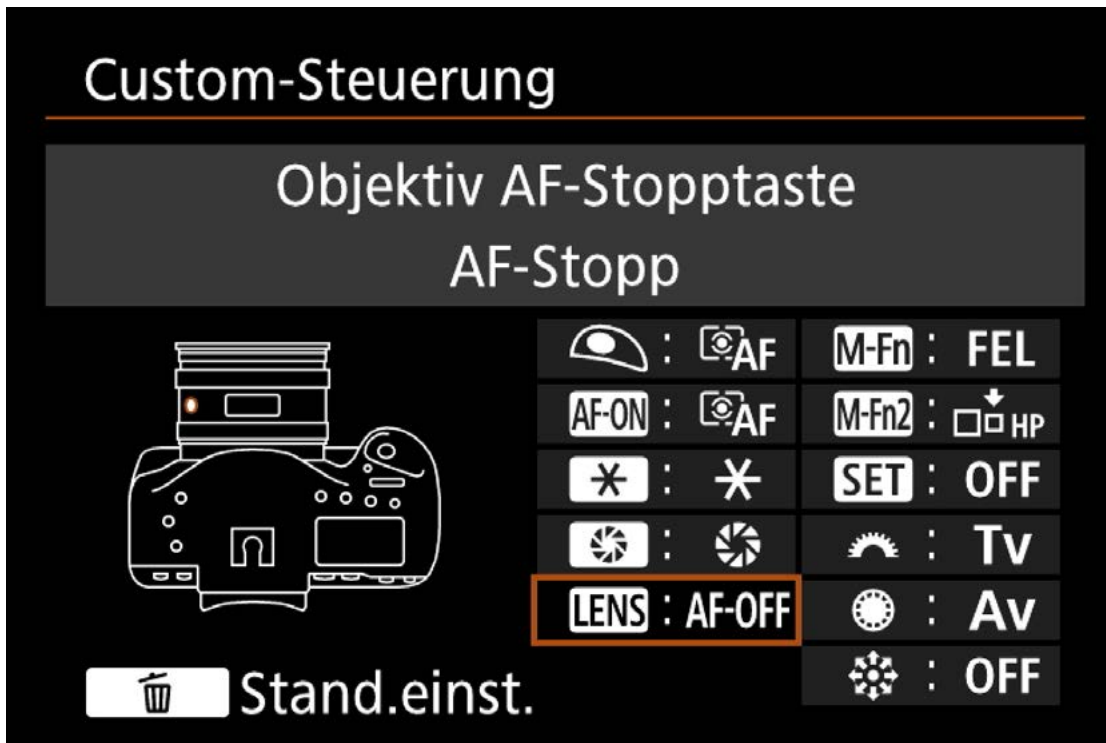 Custom-Steuerung
Objektiv AF-Stopptaste
AF-Stopp
: AF
M-Fn : FEL
AF-ON : AF
M-Fn2 : HP
SET : OFF
: Tv
LENS : AF-OFF
: Av
: OFF
Stand.einst.